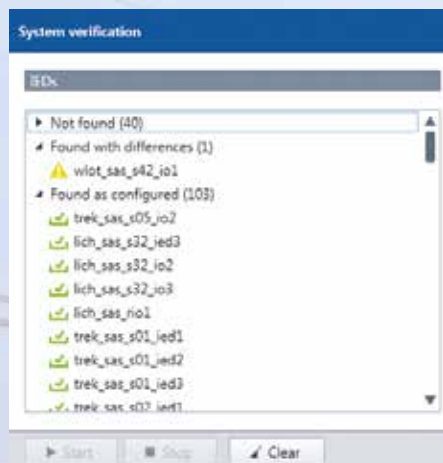 System verification
IEDs
Not found (40)
Found with differences (1)
wlot_sas_s42_io1
Found as configured (103)
trek_sas_s05_io2
lich_sas_s32_ied3
lich_sas_s32_io2
lich_sas_s32_io3
lich_sas_rio1
trek_sas_s01_ied1
trek_sas_s01_ied2
trek_sas_s01_ied3
trek_sas_s02_ied1
Start Stop Clear